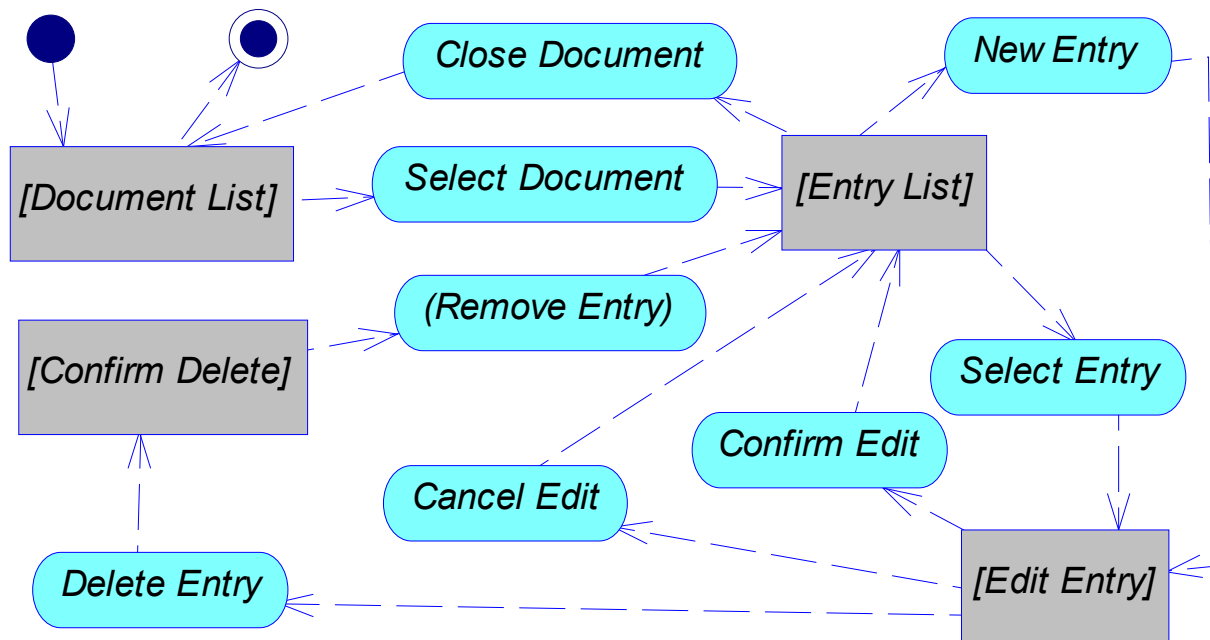 Close Document
New Entry
[Document List]
Select Document
[Entry List]
(Remove Entry)
[Confirm Delete]
Select Entry
Confirm Edit
Cancel Edit
Delete Entry
[Edit Entry]